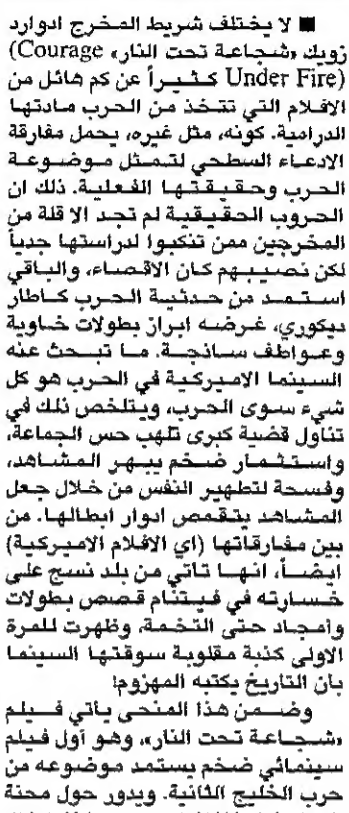 ■ لا يختلف شريط المخرج ادوارد
زويك «شجاعة تحت النار» (Courage
Under Fire) كثيراً عن كم هائل من
الافلام التي تتخذ من الحرب مادتها
الدرامية. كونه، مثل غيره، يحمل مفارقة
الادعاء السطحي لتمثل موضوعة
الحرب وحقيقتها الفعلية. ذلك ان
الحروب الحقيقية لم تجد إلا قلة من
المخرجين ممن تنكبوا لدراستها جدياً
لكن نصيبهم كان الاقصاء، والباقي
استمد من حدثية الحرب كاطار
ديكوري، غرضه ابراز بطولات خاوية
وعواطف ساذجة. ما تبحث عنه
السينما الاميركية في الحرب هو كل
شيء سوى الحرب، ويتلخص ذلك في
تناول قضية كبرى تلهب حس الجماعة،
واستثمار ضخم يبهر المشاهد،
وفسحة لتطهير النفس من خلال جعل
المشاهد يتقمص ادوار ابطالها. من
بين مفارقاتها (اي الافلام الاميركية)
ايضاً، انها تأتي من بلد نسج على
خسارته في فيتنام قصص بطولات
وامجاد حتى التخمة. وظهرت للمرة
الاولى كذبة مقلوبة سوقتها السينما
بان التاريخ يكتبه المهزوم!
وضمن هذا المنحى يأتي فيلم
«شجاعة تحت النار»، وهو أول فيلم
سينمائي ضخم يستمد موضوعه من
حرب الخليج الثانية. ويدور حول محنة